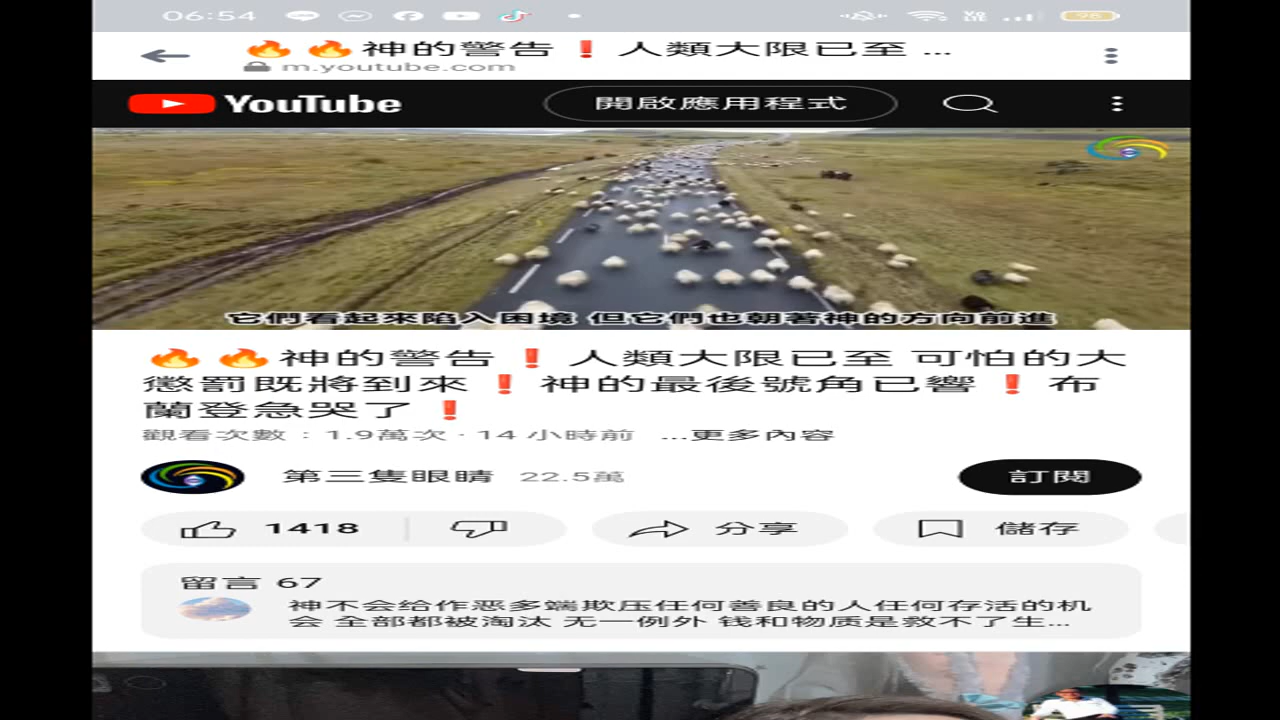 06:54
98
🔥🔥神的警告❗人類大限已至 ...
m.youtube.com
YouTube
開啟應用程式
它們看起來陷入困境 但它們也朝著神的方向前進
🔥🔥神的警告❗人類大限已至 可怕的大
懲罰既將到來❗神的最後號角已響❗布
蘭登急哭了❗
觀看次數：1.9萬次 · 14 小時前 ...更多內容
第三隻眼睛 22.5萬
訂閱
1418
分享
儲存
留言 67
神不会给作恶多端欺压任何善良的人任何存活的机
会 全部都被淘汰 无一例外 钱和物质是救不了生...